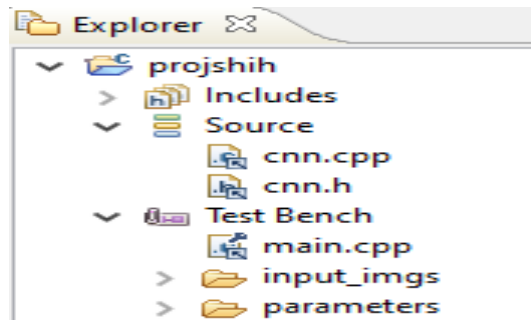 Explorer
projshih
Includes
Source
cnn.cpp
cnn.h
Test Bench
main.cpp
input_imgs
parameters